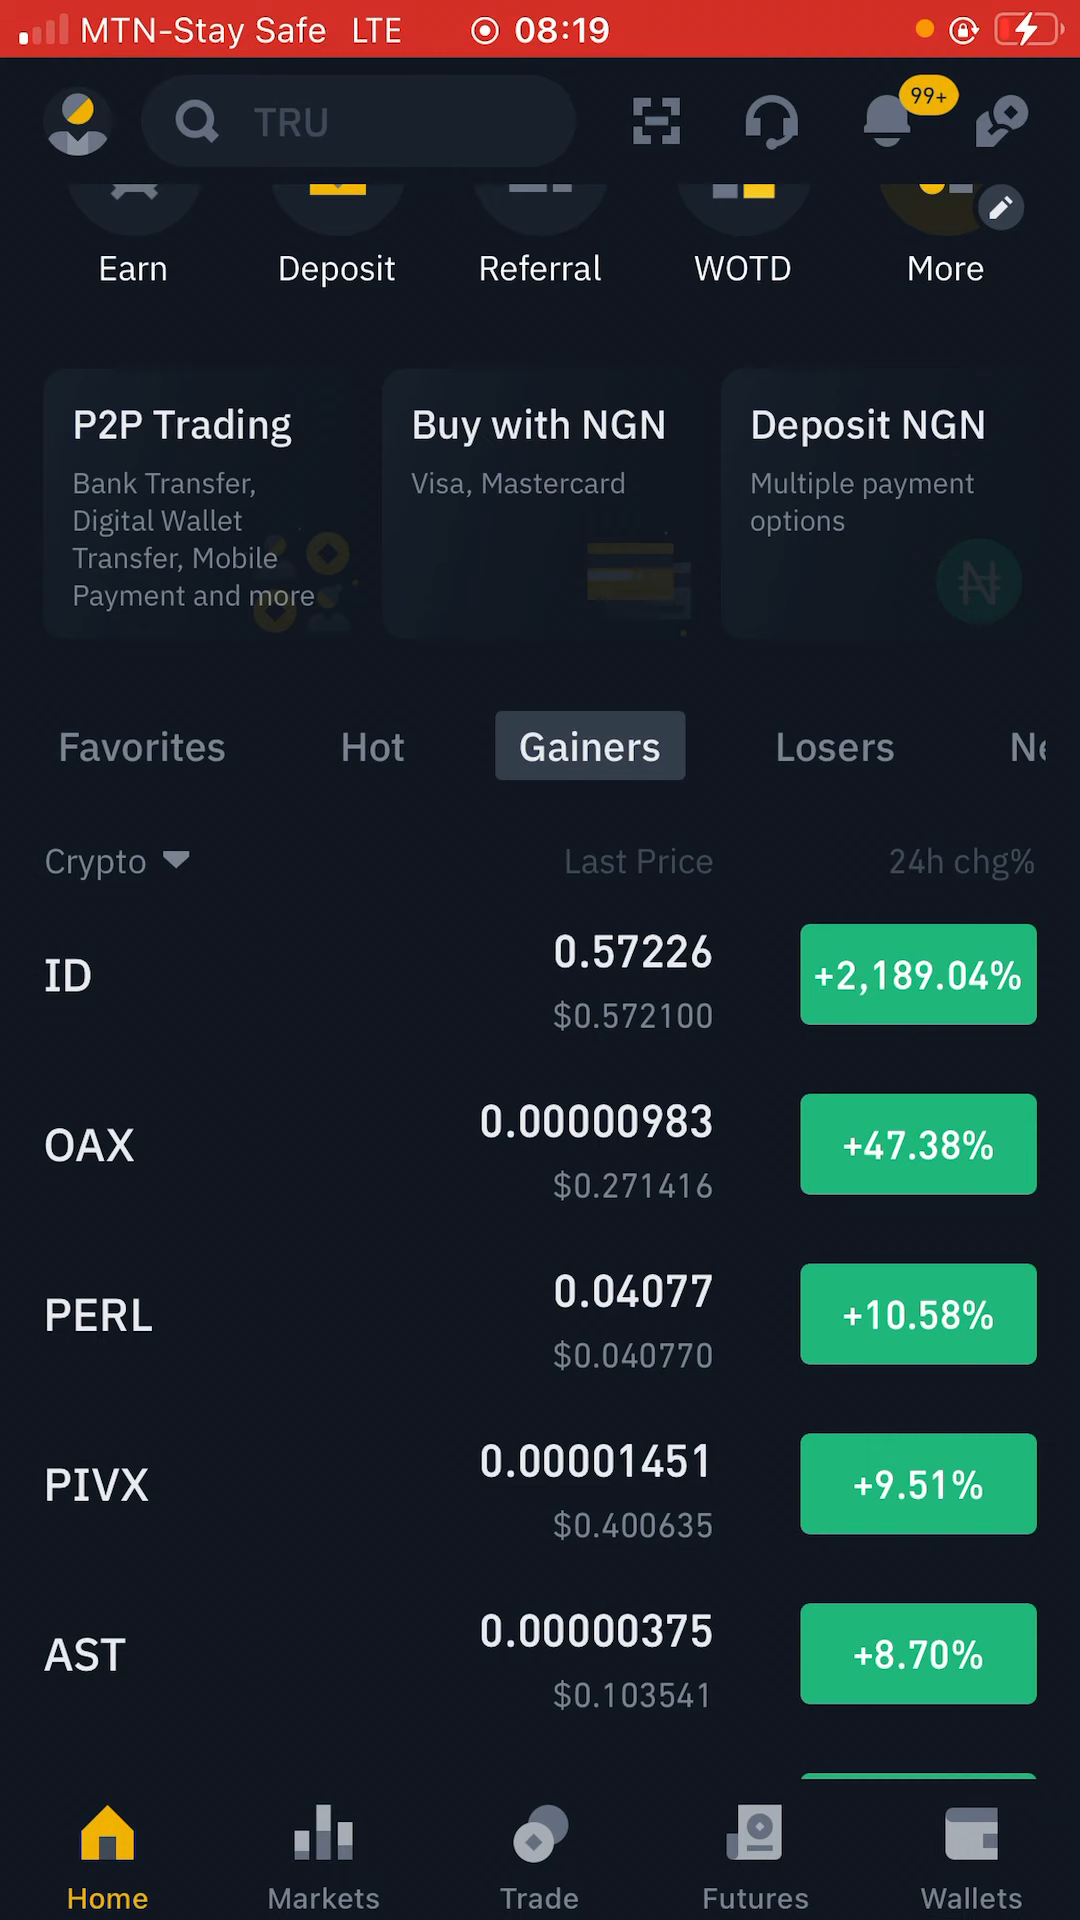 MTN-Stay Safe LTE 08:19
TRU
99+
Earn Deposit Referral WOTD More
P2P Trading
Bank Transfer,
Digital Wallet
Transfer, Mobile
Payment and more
Buy with NGN
Visa, Mastercard
Deposit NGN
Multiple payment
options
Favorites Hot Gainers Losers Ne
Crypto Last Price 24h chg%
ID 0.57226 +2,189.04%
$0.572100
OAX 0.00000983 +47.38%
$0.271416
PERL 0.04077 +10.58%
$0.040770
PIVX 0.00001451 +9.51%
$0.400635
AST 0.00000375 +8.70%
$0.103541
Home Markets Trade Futures Wallets